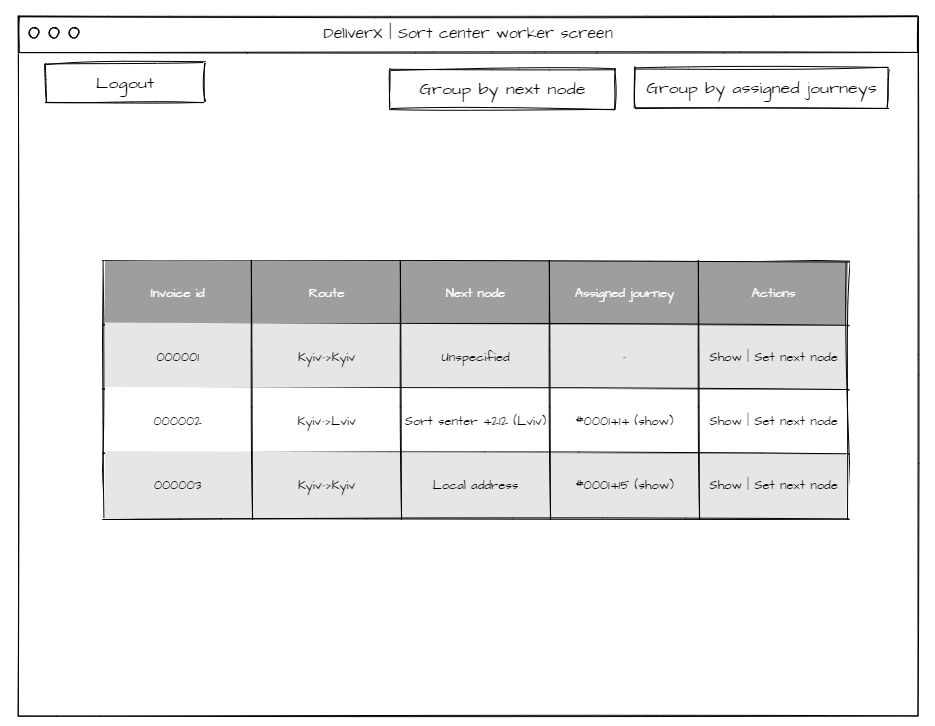 DeliverX | Sort center worker screen
Logout
Group by next node
Group by assigned journeys
Invoice id Route Next node Assigned journey Actions
000001 Kyiv->Kyiv Unspecified - Show | Set next node
000002 Kyiv->Lviv Sort senter 4212 (Lviv) #0001414 (show) Show | Set next node
000003 Kyiv->Kyiv Local address #0001415 (show) Show | Set next node